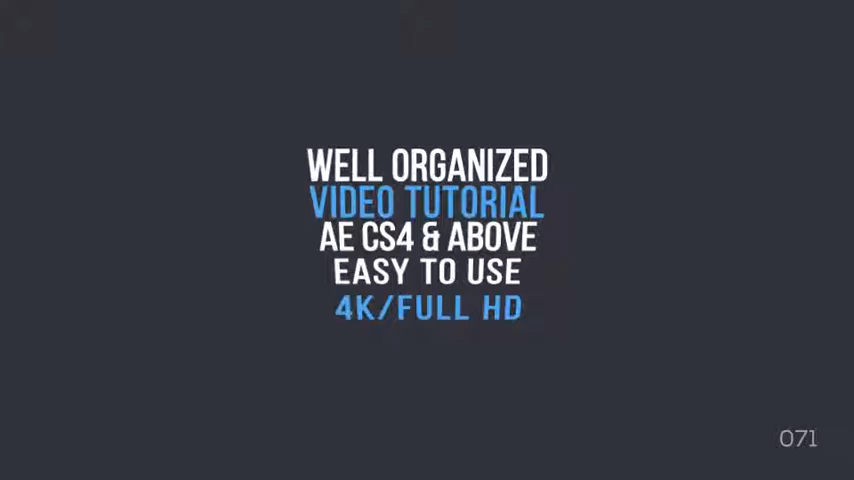 WELL ORGANIZED
VIDEO TUTORIAL
AE CS4 & ABOVE
EASY TO USE
4K/FULL HD
071